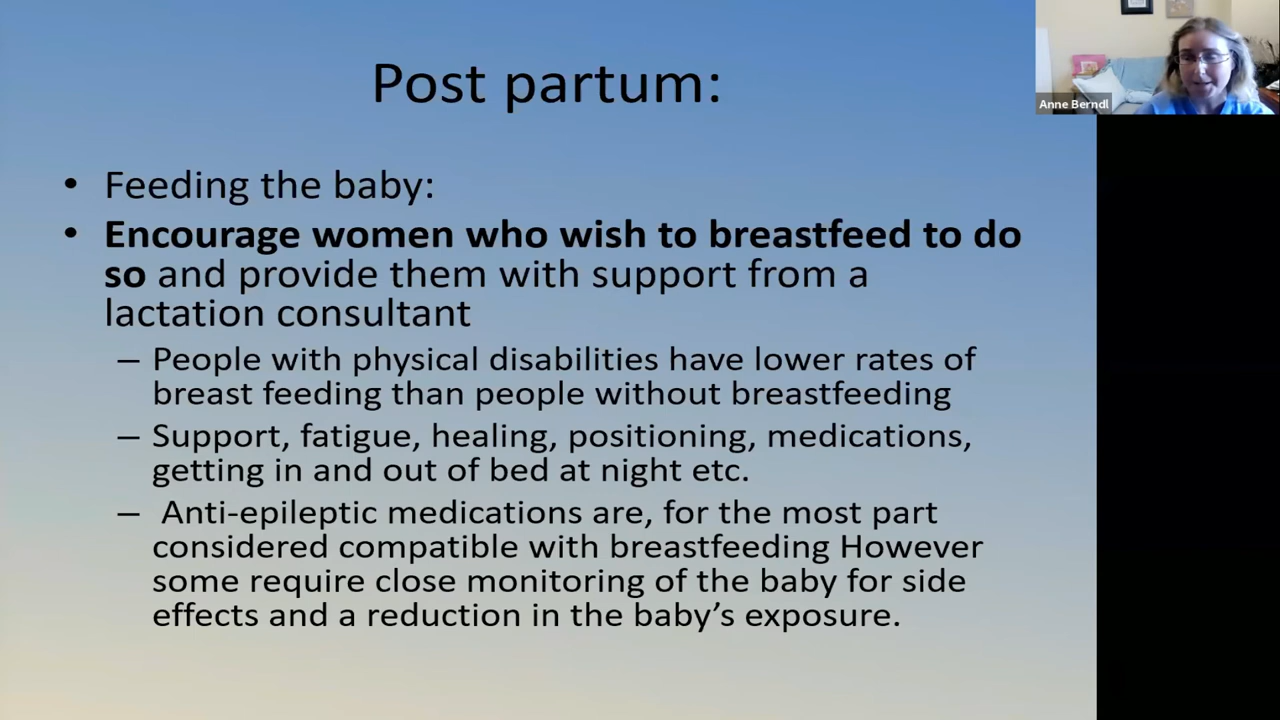 Post partum:
Anne Berndl
• Feeding the baby:
• Encourage women who wish to breastfeed to do
so and provide them with support from a
lactation consultant
– People with physical disabilities have lower rates of
breast feeding than people without breastfeeding
– Support, fatigue, healing, positioning, medications,
getting in and out of bed at night etc.
– Anti-epileptic medications are, for the most part
considered compatible with breastfeeding However
some require close monitoring of the baby for side
effects and a reduction in the baby’s exposure.